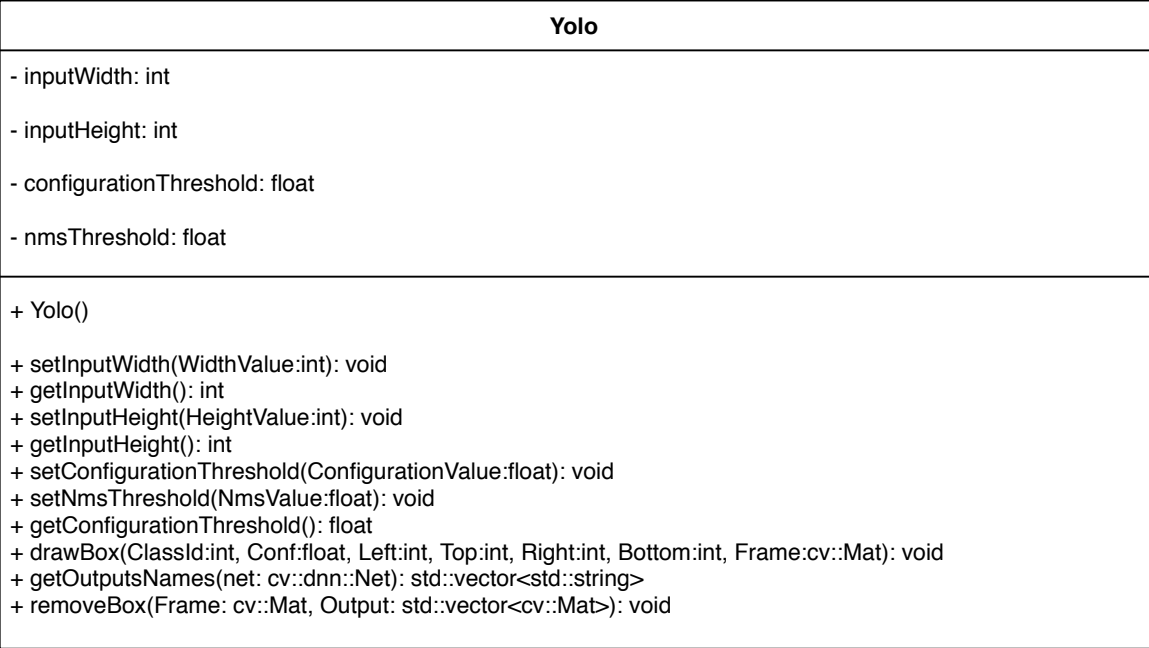 Yolo
- inputWidth: int
- inputHeight: int
- configurationThreshold: float
- nmsThreshold: float
+ Yolo()
+ setInputWidth(WidthValue:int): void
+ getInputWidth(): int
+ setInputHeight(HeightValue:int): void
+ getInputHeight(): int
+ setConfigurationThreshold(ConfigurationValue:float): void
+ setNmsThreshold(NmsValue:float): void
+ getConfigurationThreshold(): float
+ drawBox(ClassId:int, Conf:float, Left:int, Top:int, Right:int, Bottom:int, Frame:cv::Mat): void
+ getOutputsNames(net: cv::dnn::Net): std::vector<std::string>
+ removeBox(Frame: cv::Mat, Output: std::vector<cv::Mat>): void